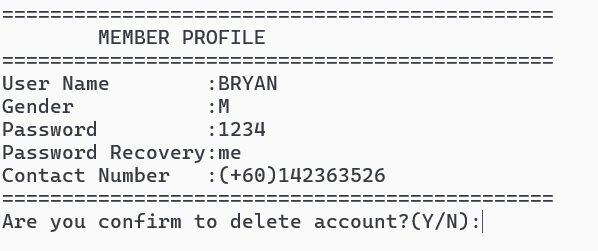 ==============================================
        MEMBER PROFILE
==============================================
User Name        :BRYAN
Gender           :M
Password         :1234
Password Recovery:me
Contact Number   :(+60)142363526
==============================================
Are you confirm to delete account?(Y/N):